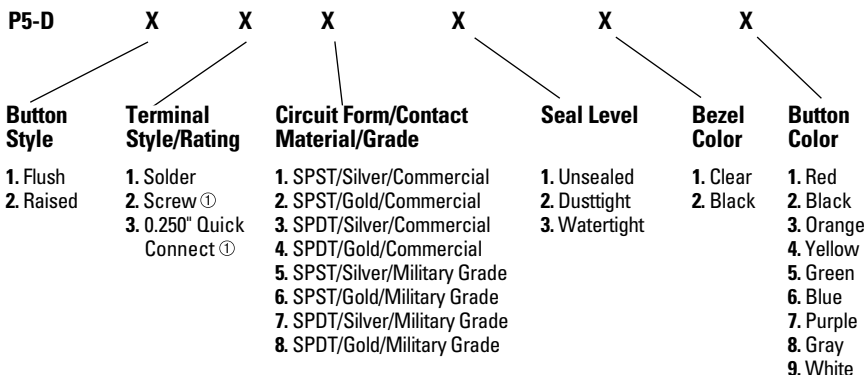 P5-D X X X X X X
Button Style
Terminal Style/Rating
Circuit Form/Contact Material/Grade
Seal Level
Bezel Color
Button Color
1. Flush
2. Raised
1. Solder
2. Screw ①
3. 0.250" Quick
Connect ①
1. SPST/Silver/Commercial
2. SPST/Gold/Commercial
3. SPDT/Silver/Commercial
4. SPDT/Gold/Commercial
5. SPST/Silver/Military Grade
6. SPST/Gold/Military Grade
7. SPDT/Silver/Military Grade
8. SPDT/Gold/Military Grade
1. Unsealed
2. Dusttight
3. Watertight
1. Clear
2. Black
1. Red
2. Black
3. Orange
4. Yellow
5. Green
6. Blue
7. Purple
8. Gray
9. White